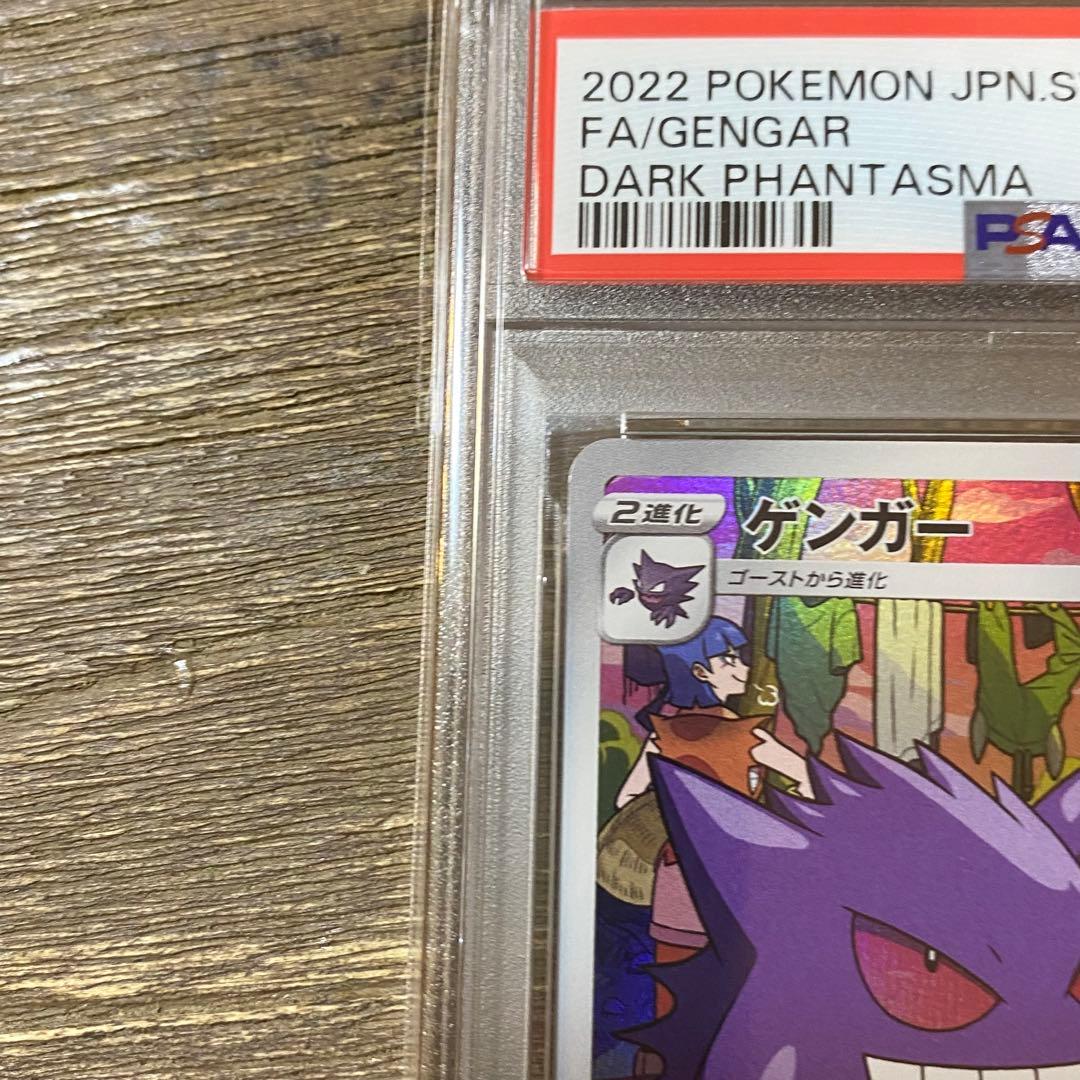 2022 POKEMON JPN.S
FA/GENGAR
DARK PHANTASMA
PSA
2進化
ゲンガー
ゴーストから進化